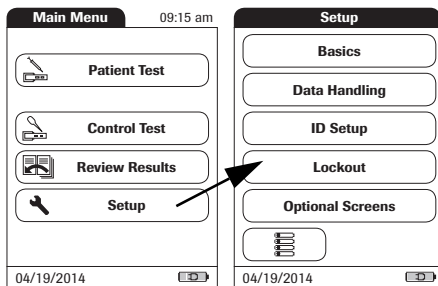 Main Menu 09:15 am
Patient Test
Control Test
Review Results
Setup
04/19/2014
Setup
Basics
Data Handling
ID Setup
Lockout
Optional Screens
04/19/2014